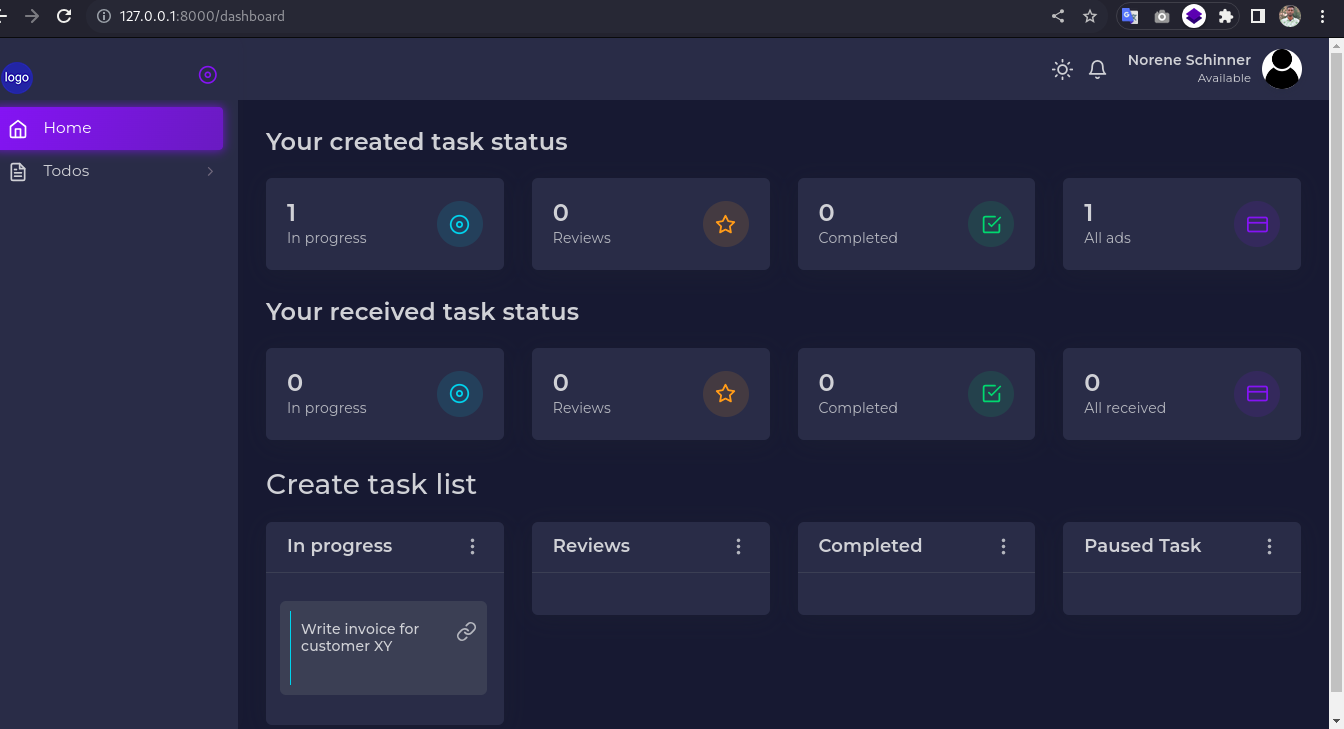 127.0.0.1:8000/dashboard
logo
Norene Schinner
Available
Home
Todos
Your created task status
1
In progress
0
Reviews
0
Completed
1
All ads
Your received task status
0
In progress
0
Reviews
0
Completed
0
All received
Create task list
In progress
Reviews
Completed
Paused Task
Write invoice for
customer XY